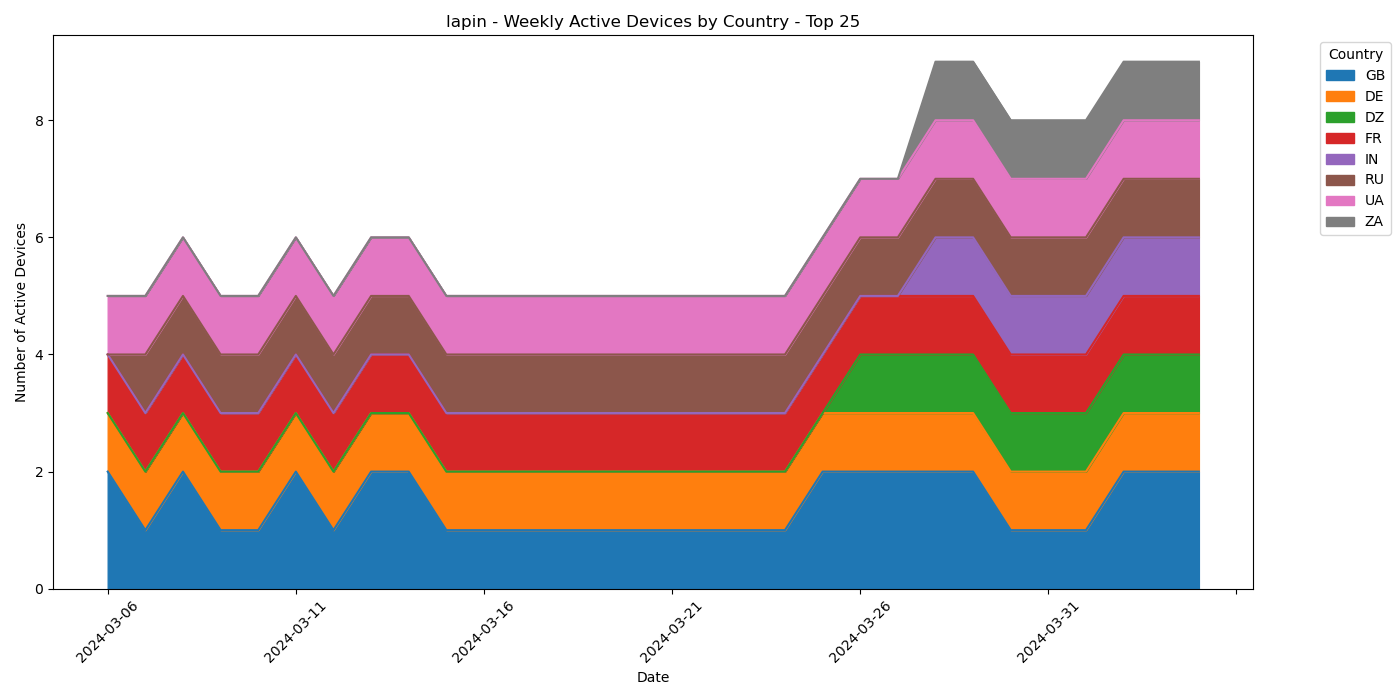 lapin - Weekly Active Devices by Country - Top 25
Number of Active Devices
8
6
4
2
0
2024-03-06
2024-03-11
2024-03-16
2024-03-21
2024-03-26
2024-03-31
Date
Country
GB
DE
DZ
FR
IN
RU
UA
ZA